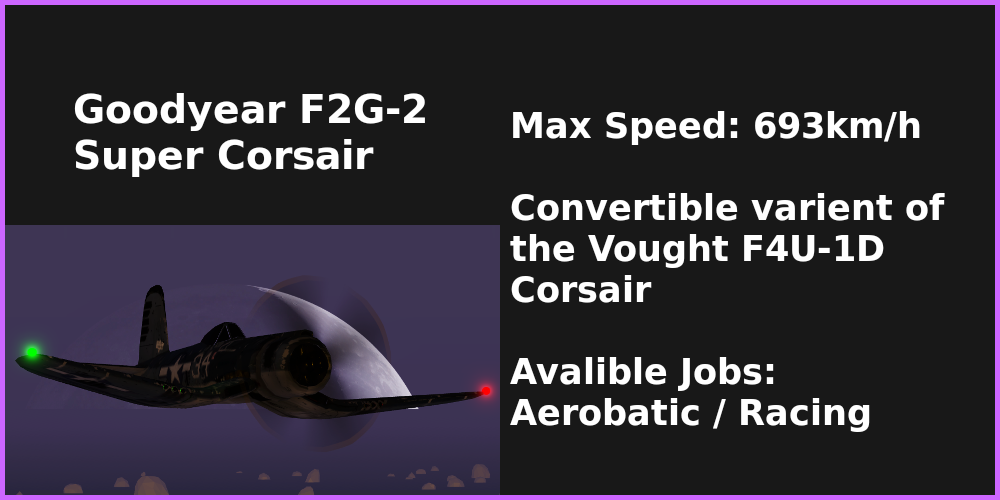 Goodyear F2G-2
Super Corsair
Max Speed: 693km/h
Convertible varient of
the Vought F4U-1D
Corsair
Avalible Jobs:
Aerobatic / Racing
34